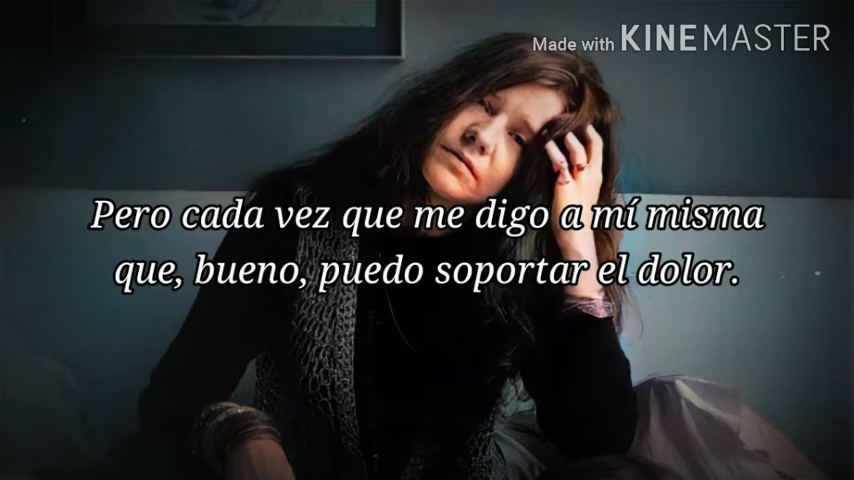 Made with KINEMASTER
Pero cada vez que me digo a mí misma
que, bueno, puedo soportar el dolor.